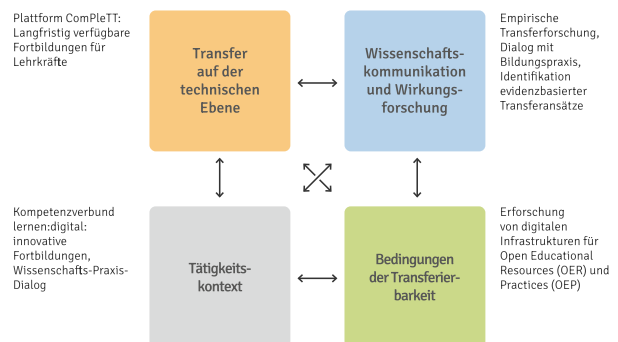 Plattform ComPleTT:
Langfristig verfügbare
Fortbildungen für
Lehrkräfte
Transfer
auf der
technischen
Ebene
Wissenschafts-
kommunikation
und Wirkungs-
forschung
Empirische
Transferforschung,
Dialog mit
Bildungspraxis,
Identifikation
evidenzbasierter
Transferansätze
Kompetenzverbund
lernen:digital:
innovative
Fortbildungen,
Wissenschafts-Praxis-
Dialog
Tätigkeits-
kontext
Bedingungen
der Transferier-
barkeit
Erforschung
von digitalen
Infrastrukturen für
Open Educational
Resources (OER) und
Practices (OEP)